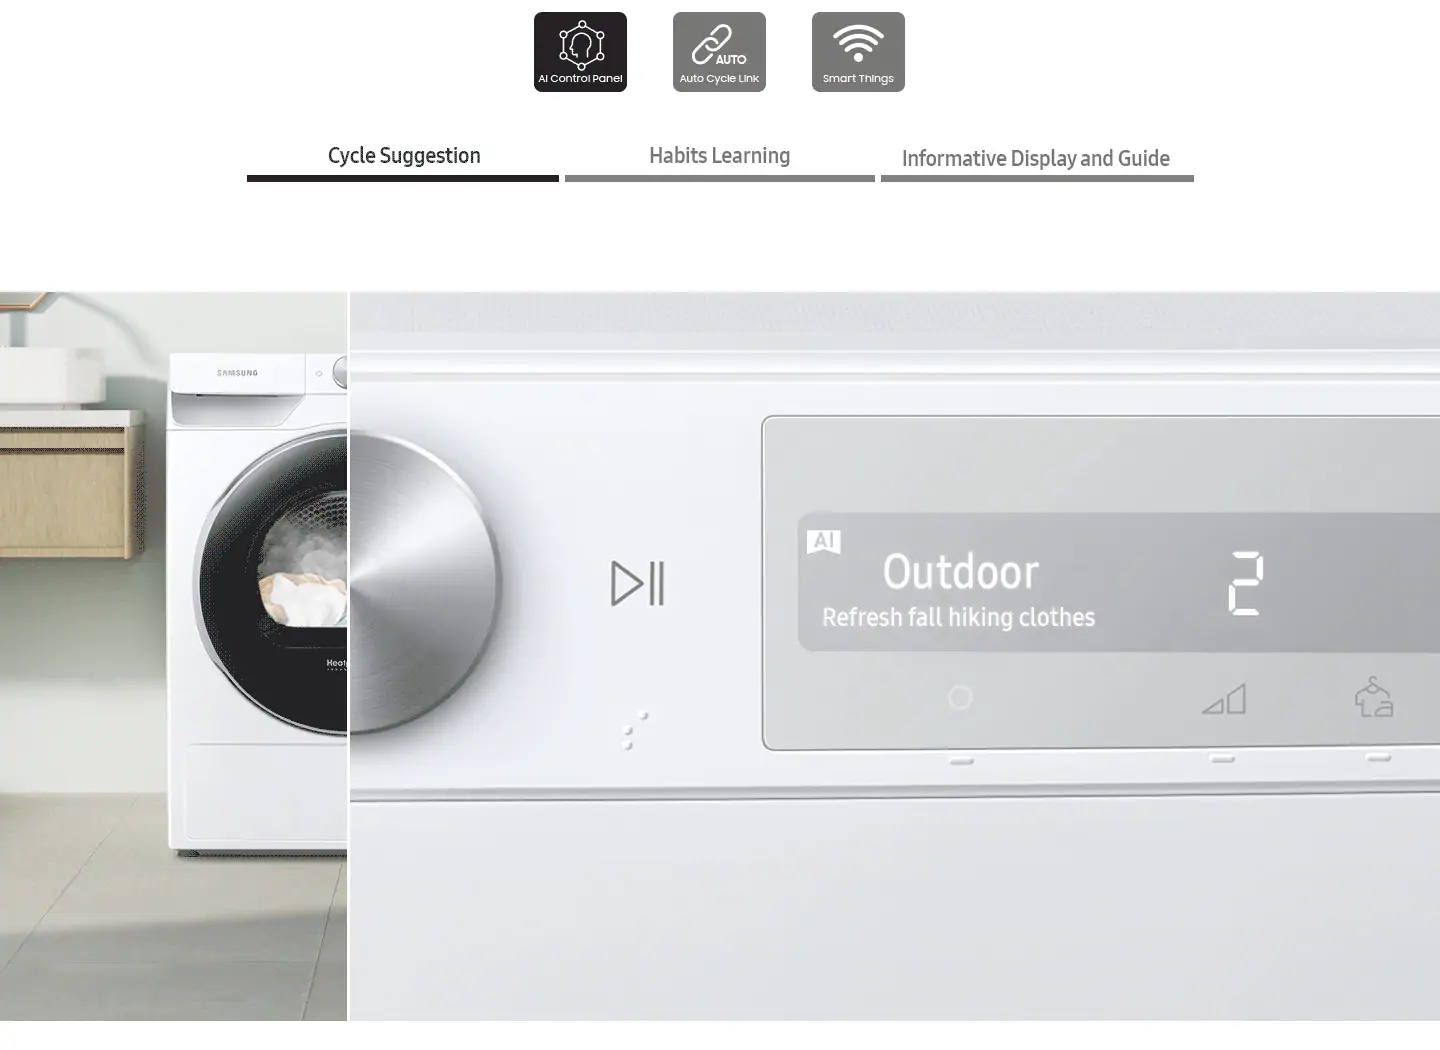 AI Control Panel
AUTO
Auto Cycle Link
Smart Things
Cycle Suggestion
Habits Learning
Informative Display and Guide
SAMSUNG
AI
Outdoor
2
Refresh fall hiking clothes